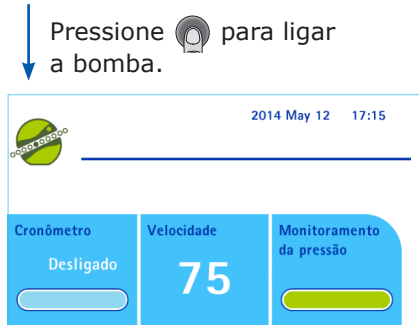 Pressione para ligar
a bomba.
2014 May 12 17:15
Cronômetro
Desligado
Velocidade
75
Monitoramento
da pressão